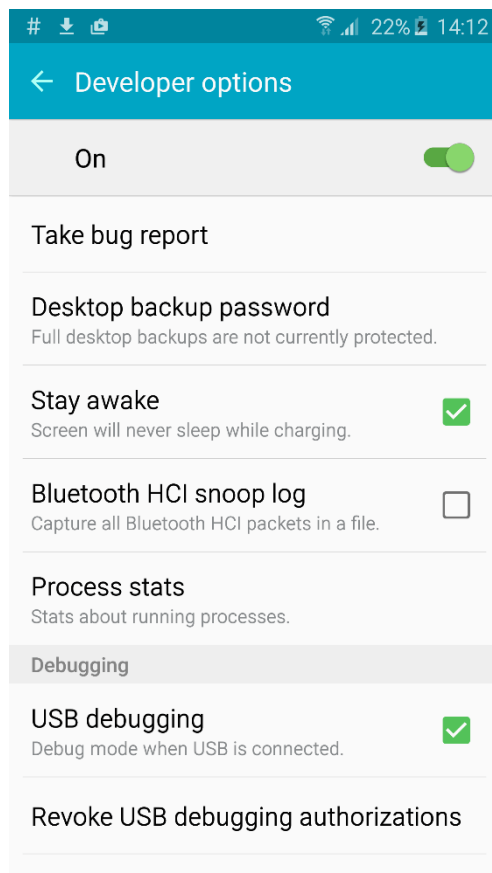 # 22% 14:12
Developer options
On
Take bug report
Desktop backup password
Full desktop backups are not currently protected.
Stay awake
Screen will never sleep while charging.
Bluetooth HCI snoop log
Capture all Bluetooth HCI packets in a file.
Process stats
Stats about running processes.
Debugging
USB debugging
Debug mode when USB is connected.
Revoke USB debugging authorizations